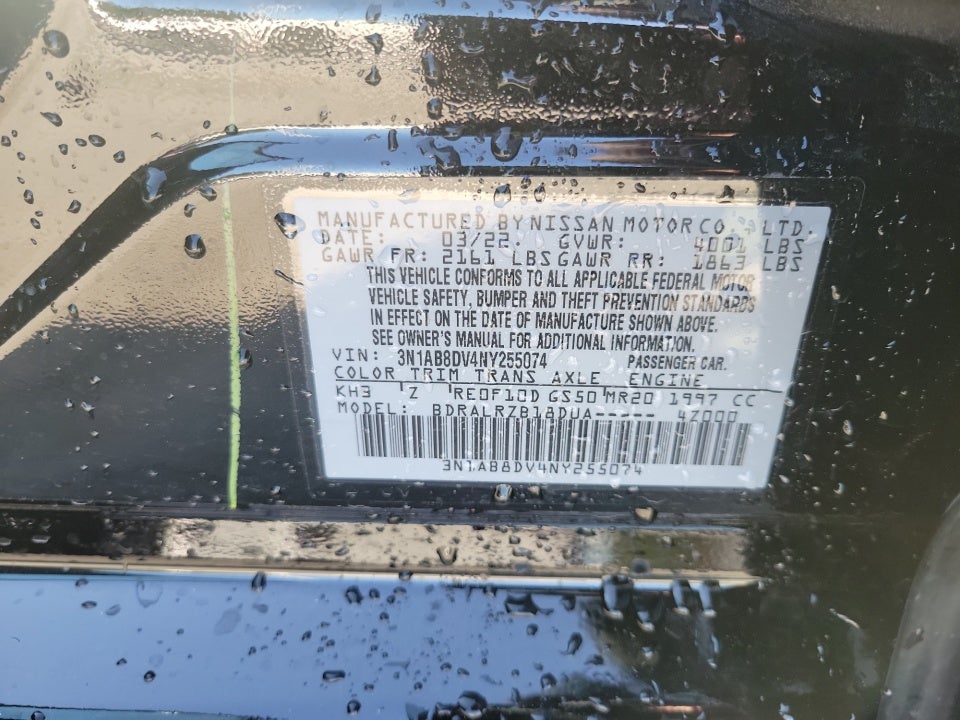 MANUFACTURED BY NISSAN MOTOR CO., LTD.
DATE: 03/22. GVWR: 4001 LBS
GAWR FR: 2161 LBS GAWR RR: 1863 LBS
THIS VEHICLE CONFORMS TO ALL APPLICABLE FEDERAL MOTOR
VEHICLE SAFETY, BUMPER AND THEFT PREVENTION STANDARDS
IN EFFECT ON THE DATE OF MANUFACTURE SHOWN ABOVE.
SEE OWNER'S MANUAL FOR ADDITIONAL INFORMATION.
VIN: 3N1AB8DV4NY255074 PASSENGER CAR.
COLOR TRIM TRANS AXLE ENGINE
KH3 Z RE0F10D GS50 MR20 1997 CC
MODEL: BDRALRZB18DUA----- 4Z000
3N1AB8DV4NY255074